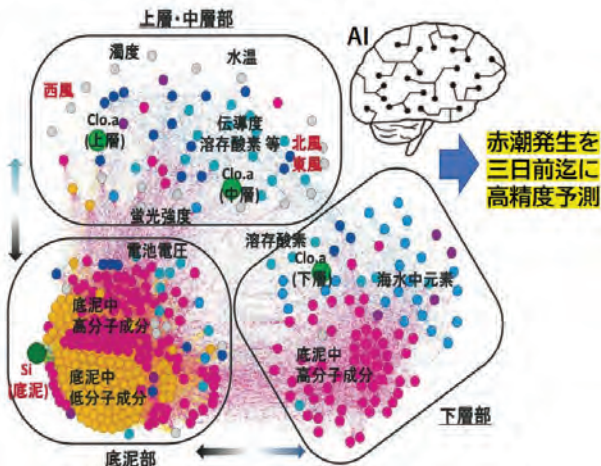 上層・中層部
濁度
水温
西風
Clo.a
(上層)
伝導度
溶存酸素 等
北風
東風
Clo.a
(中層)
蛍光強度
AI
赤潮発生を
三日前迄に
高精度予測
電池電圧
底泥中
高分子成分
Si
(底泥)
底泥中
低分子成分
底泥部
溶存酸素
Clo.a
(下層)
海水中元素
底泥中
高分子成分
下層部